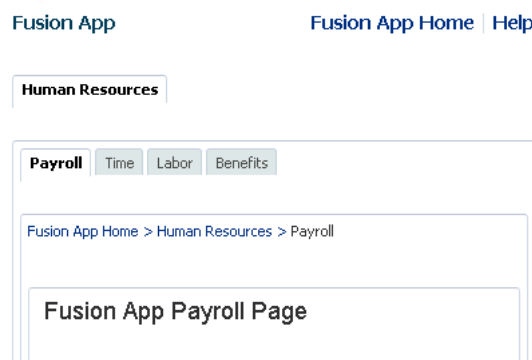 Fusion App Fusion App Home Help
Human Resources
Payroll Time Labor Benefits
Fusion App Home > Human Resources > Payroll
Fusion App Payroll Page